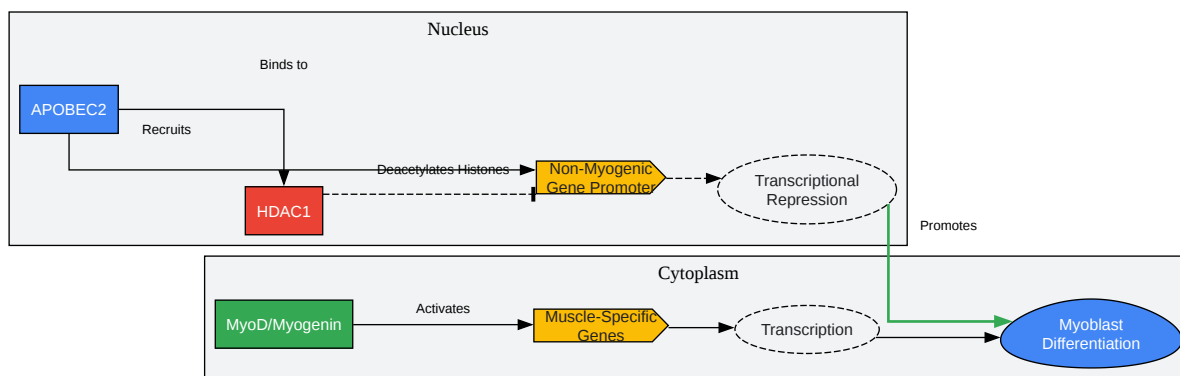 Nucleus
Binds to
APOBEC2
Recruits
Deacetylates Histones
Non-Myogenic
Gene Promoter
Transcriptional
Repression
HDAC1
Promotes
Cytoplasm
MyoD/Myogenin
Activates
Muscle-Specific
Genes
Transcription
Myoblast
Differentiation